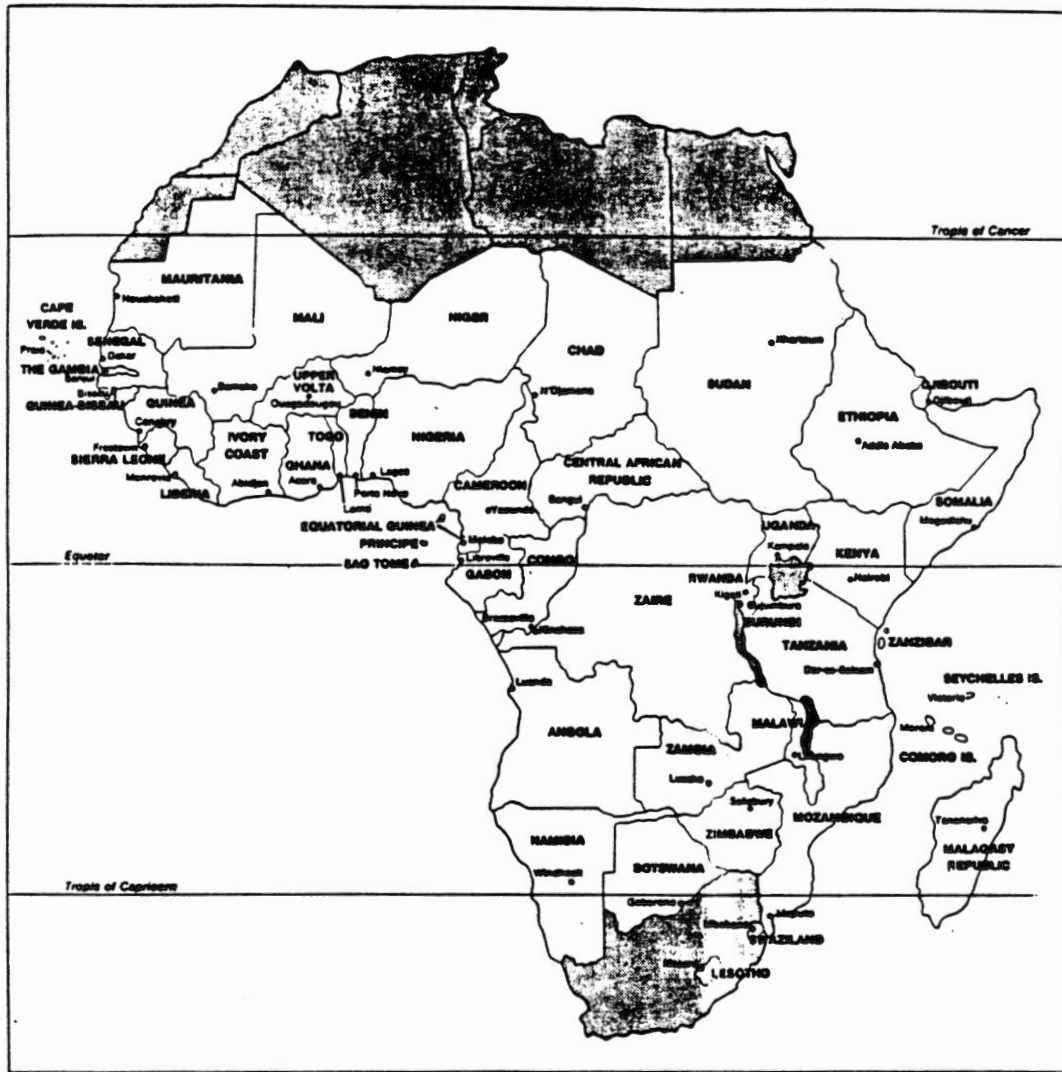 Tropic of Cancer
MAURITANIA
Nouakchott
CAPE
VERDE IS.
Praia
MALI
NIGER
CHAD
Khartoum
SENEGAL
Dakar
THE GAMBIA
Banjul
Bissau
GUINEA-BISSAU
GUINEA
Bamako
UPPER
VOLTA
Ouagadougou
Niamey
N'Djamena
SUDAN
DJIBOUTI
Djibouti
ETHIOPIA
Addis Ababa
BENIN
Conakry
Freetown
SIERRA LEONE
Monrovia
LIBERIA
IVORY
COAST
Abidjan
TOGO
GHANA
Accra
NIGERIA
Lagos
Porto Novo
Lomé
CAMEROON
Yaounde
CENTRAL AFRICAN
REPUBLIC
Bangui
SOMALIA
Mogadishu
EQUATORIAL GUINEA
Malabo
PRINCIPE
SAO TOME
Libreville
GABON
CONGO
UGANDA
Kampala
KENYA
Nairobi
Equator
RWANDA
Kigali
Bujumbura
BURUNDI
ZAIRE
Brazzaville
Kinshasa
TANZANIA
ZANZIBAR
Dar-es-Salaam
SEYCHELLES IS.
Victoria
Luanda
ANGOLA
MALAWI
Moroni
COMORO IS.
ZAMBIA
Lusaka
Salisbury
ZIMBABWE
MOZAMBIQUE
MALAGASY
REPUBLIC
NAMIBIA
Windhoek
BOTSWANA
Tropic of Capricorn
Gaborone
Maputo
SWAZILAND
Maseru
LESOTHO